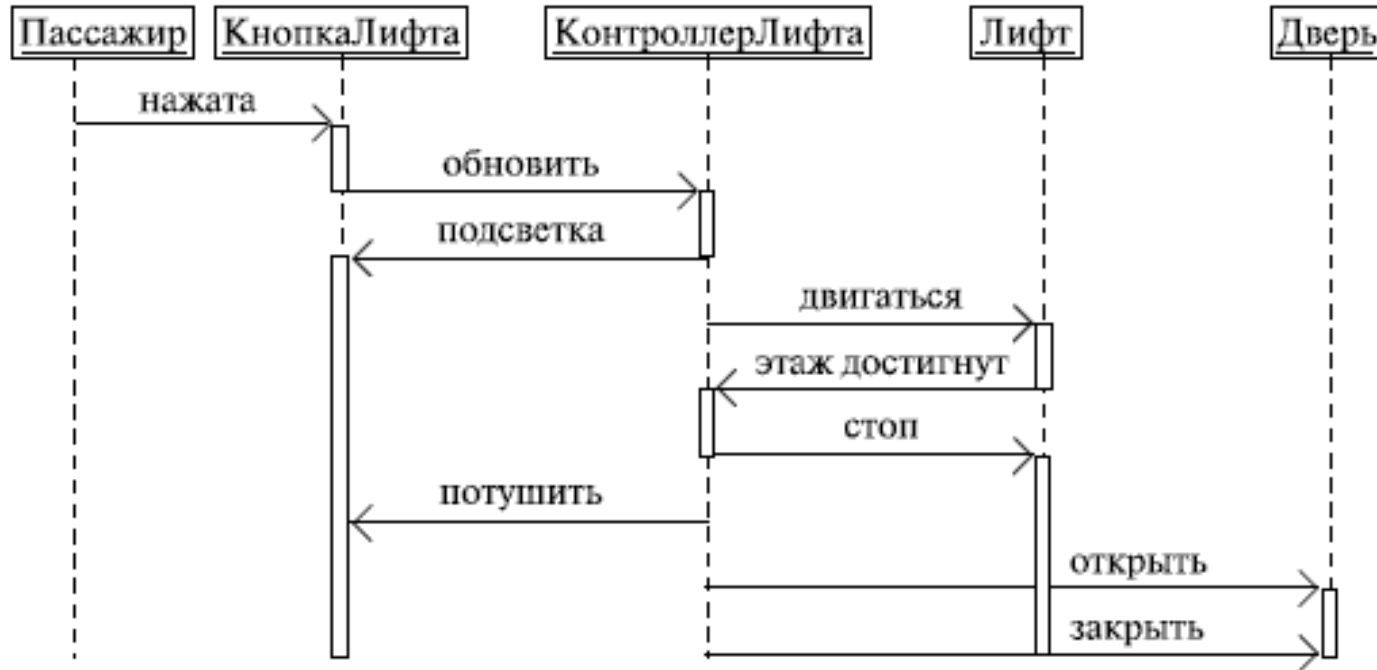 Пассажир
КнопкаЛифта
КонтроллерЛифта
Лифт
Дверь
нажата
обновить
подсветка
двигаться
этаж достигнут
стоп
потушить
открыть
закрыть